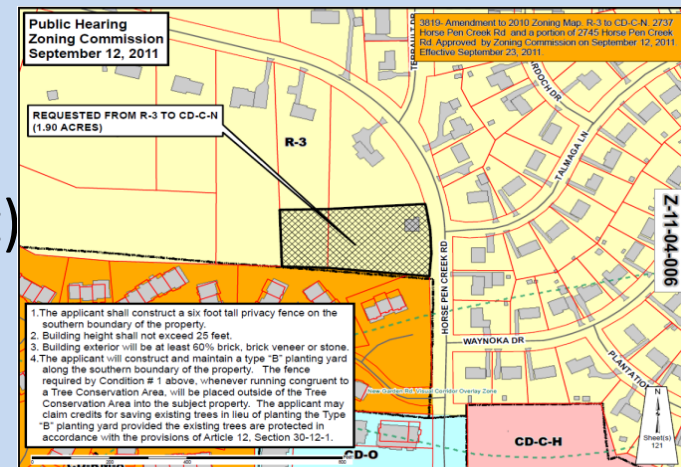 Public Hearing
Zoning Commission
September 12, 2011
3819- Amendment to 2010 Zoning Map. R-3 to CD-C-N. 2737
Horse Pen Creek Rd. and a portion of 2745 Horse Pen Creek
Rd. Approved by Zoning Commission on September 12, 2011.
Effective September 23, 2011.
REQUESTED FROM R-3 TO CD-C-N
(1.90 ACRES)
R-3
TALMAGA LN
HORSE PEN CREEK RD
Z-11-04-006
)
1.The applicant shall construct a six foot tall privacy fence on the
southern boundary of the property.
2. Building height shall not exceed 25 feet.
3. Building exterior will be at least 60% brick, brick veneer or stone.
4.The applicant will construct and maintain a type "B" planting yard
along the southern boundary of the property. The fence
required by Condition # 1 above, whenever running congruent to
a Tree Conservation Area, will be placed outside of the Tree
Conservation Area into the subject property. The applicant may
claim credits for saving existing trees in lieu of planting the Type
"B" planting yard provided the existing trees are protected in
accordance with the provisions of Article 12, Section 30-12-1.
WAYNOKA DR
PLANTATION
New Garden Rd. Visual Corridor Overlay Zone
CD-O
CD-C-H
N
Sheet(s)
121